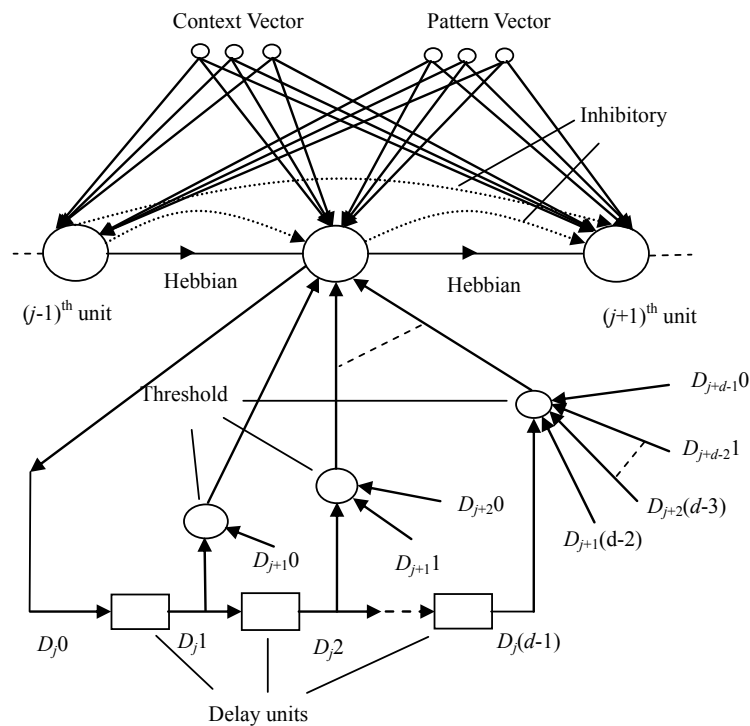 Context Vector
Pattern Vector
Inhibitory
Hebbian
Hebbian
(j-1)th unit
(j+1)th unit
Threshold
Dj+d-10
Dj+d-21
Dj+2(d-3)
Dj+1(d-2)
Dj+20
Dj+10
Dj+11
Dj0
Dj1
Dj2
Dj(d-1)
Delay units